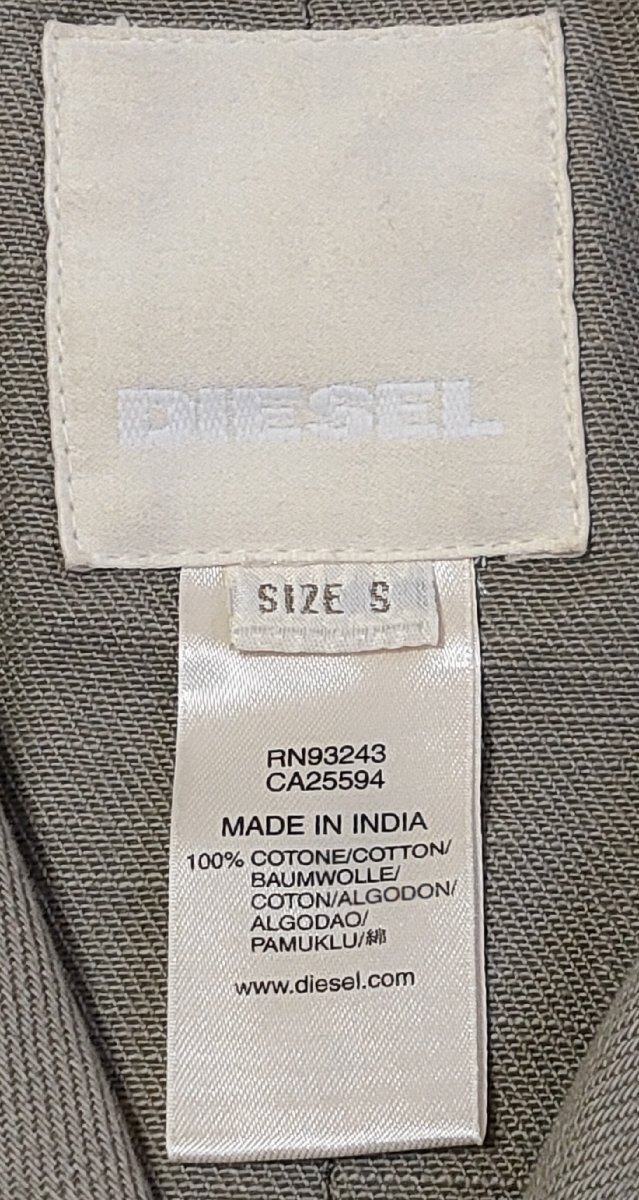 DIESEL
SIZE S
RN93243
CA25594
MADE IN INDIA
100% COTONE/COTTON/
BAUMWOLLE/
COTON/ALGODON/
ALGODAO/
PAMUKLU/綿
www.diesel.com